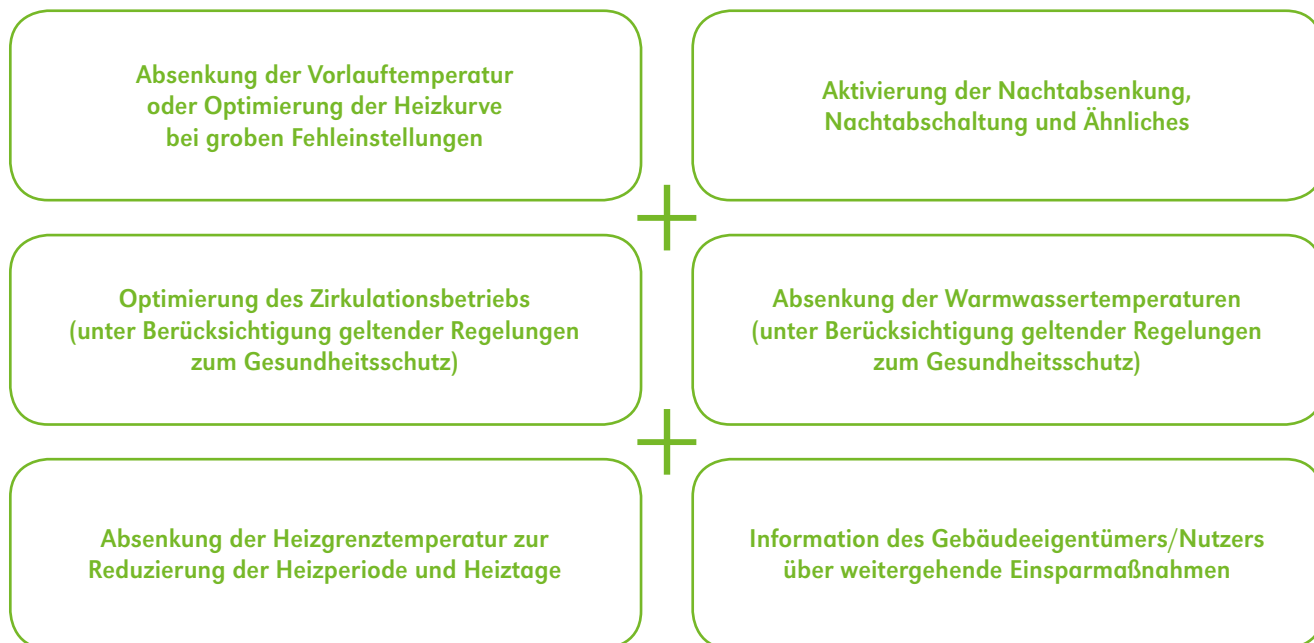 Absenkung der Vorlauftemperatur
oder Optimierung der Heizkurve
bei groben Fehleinstellungen
Aktivierung der Nachtabsenkung,
Nachtabschaltung und Ähnliches
Optimierung des Zirkulationsbetriebs
(unter Berücksichtigung geltender Regelungen
zum Gesundheitsschutz)
Absenkung der Warmwassertemperaturen
(unter Berücksichtigung geltender Regelungen
zum Gesundheitsschutz)
Absenkung der Heizgrenztemperatur zur
Reduzierung der Heizperiode und Heiztage
Information des Gebäudeeigentümers/Nutzers
über weitergehende Einsparmaßnahmen